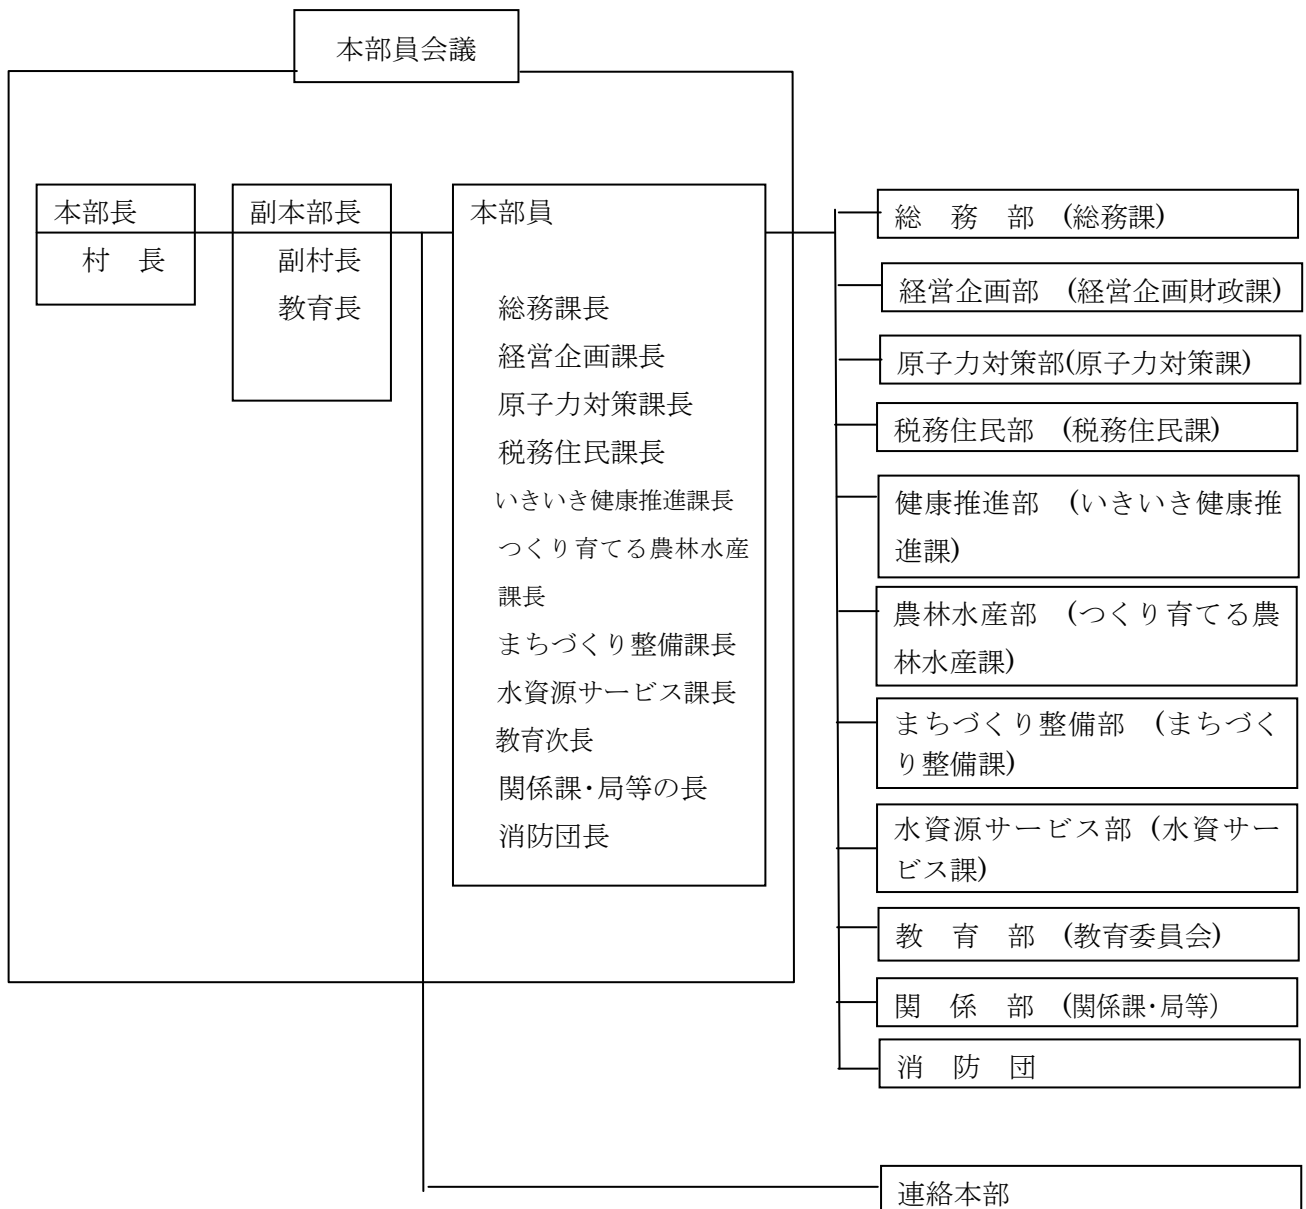 本部員会議
本部長
村　長
副本部長
副村長
教育長
本部員
総務課長
経営企画課長
原子力対策課長
税務住民課長
いきいき健康推進課長
つくり育てる農林水産
課長
まちづくり整備課長
水資源サービス課長
教育次長
関係課・局等の長
消防団長
総　務　部　(総務課)
経営企画部　(経営企画財政課)
原子力対策部(原子力対策課)
税務住民部　(税務住民課)
健康推進部　(いきいき健康推
進課)
農林水産部　(つくり育てる農
林水産課)
まちづくり整備部　(まちづく
り整備課)
水資源サービス部 (水資サー
ビス課)
教　育　部　(教育委員会)
関　係　部　(関係課・局等)
消　防　団
連絡本部